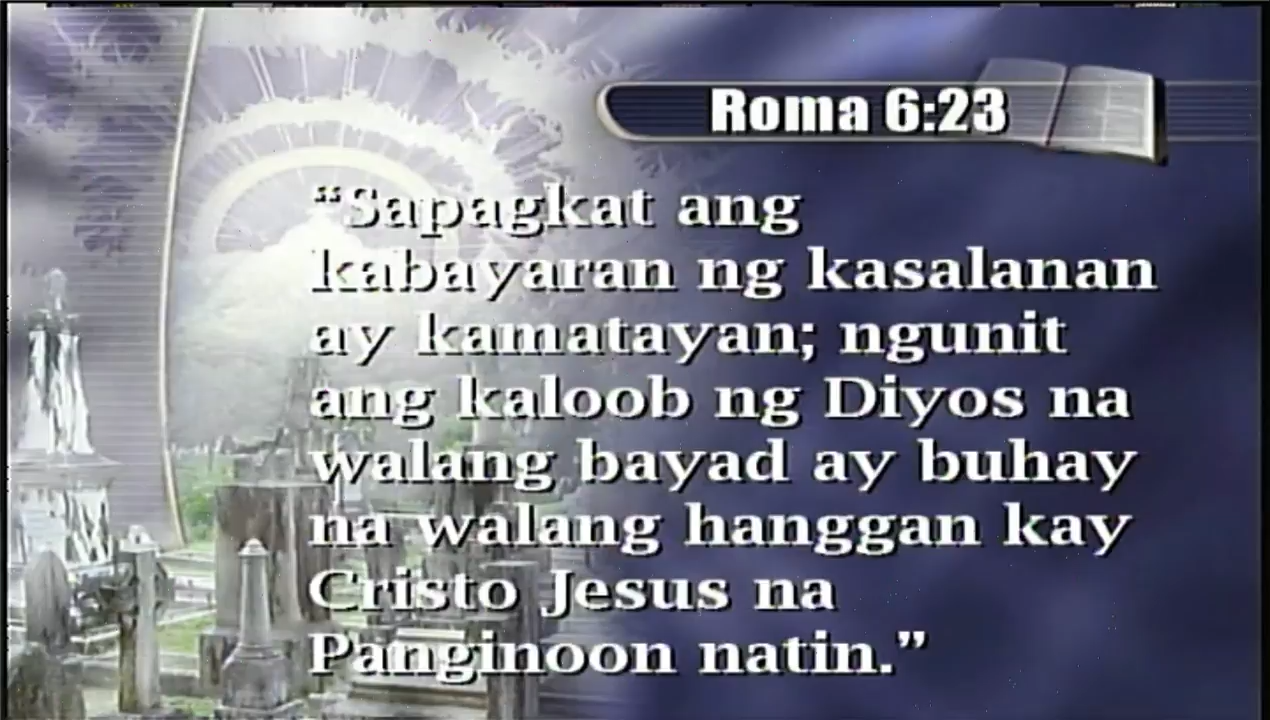 Roma 6:23
“Sapagkat ang
kabayaran ng kasalanan
ay kamatayan; ngunit
ang kaloob ng Diyos na
walang bayad ay buhay
na walang hanggan kay
Cristo Jesus na
Panginoon natin.”